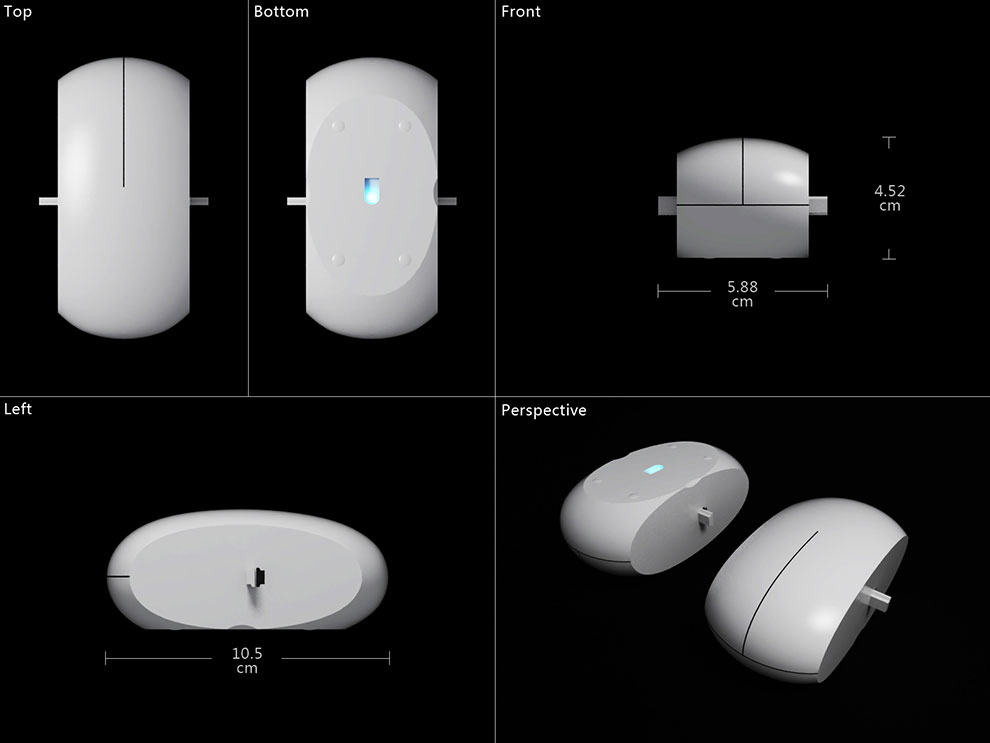 Top
Bottom
Front
4.52
cm
5.88
cm
Left
10.5
cm
Perspective